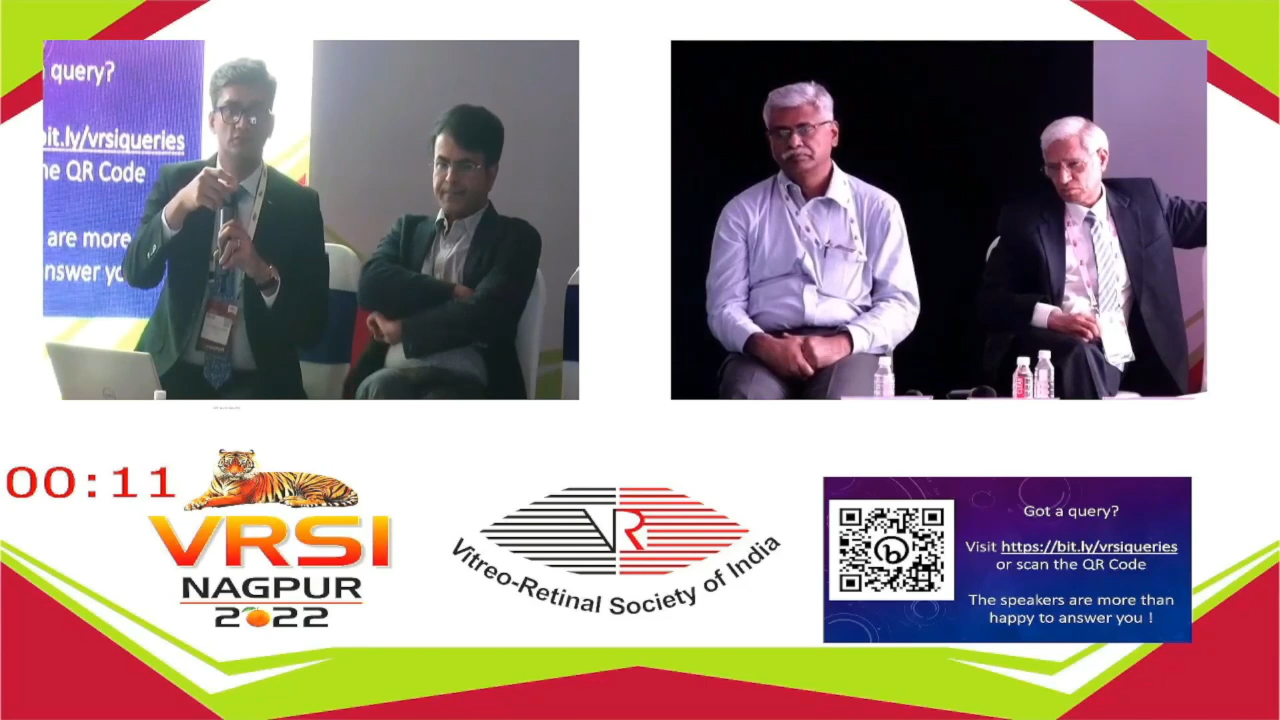 query?
bit.ly/vrsiqueries
he QR Code
are more
nswer yo
00:11
VRSI
NAGPUR
2022
VR
Vitreo-Retinal Society of India
Got a query?
Visit https://bit.ly/vrsiqueries
or scan the QR Code
The speakers are more than
happy to answer you !